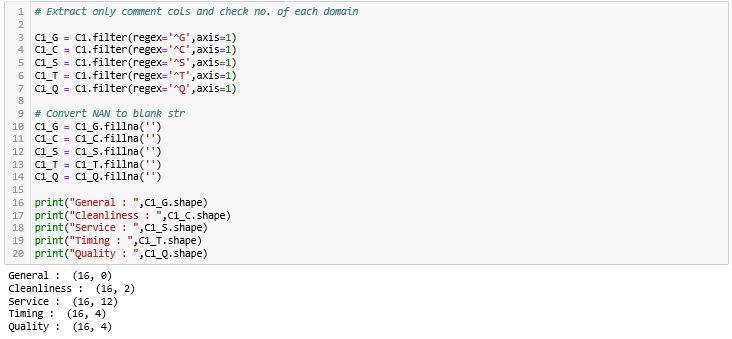 1 # Extract only comment cols and check no. of each domain
2
3 C1_G = C1.filter(regex='^G',axis=1)
4 C1_C = C1.filter(regex='^C',axis=1)
5 C1_S = C1.filter(regex='^S',axis=1)
6 C1_T = C1.filter(regex='^T',axis=1)
7 C1_Q = C1.filter(regex='^Q',axis=1)
8
9 # Convert NAN to blank str
10 C1_G = C1_G.fillna('')
11 C1_C = C1_C.fillna('')
12 C1_S = C1_S.fillna('')
13 C1_T = C1_T.fillna('')
14 C1_Q = C1_Q.fillna('')
15
16 print("General : ",C1_G.shape)
17 print("Cleanliness : ",C1_C.shape)
18 print("Service : ",C1_S.shape)
19 print("Timing : ",C1_T.shape)
20 print("Quality : ",C1_Q.shape)
General :  (16, 0)
Cleanliness :  (16, 2)
Service :  (16, 12)
Timing :  (16, 4)
Quality :  (16, 4)